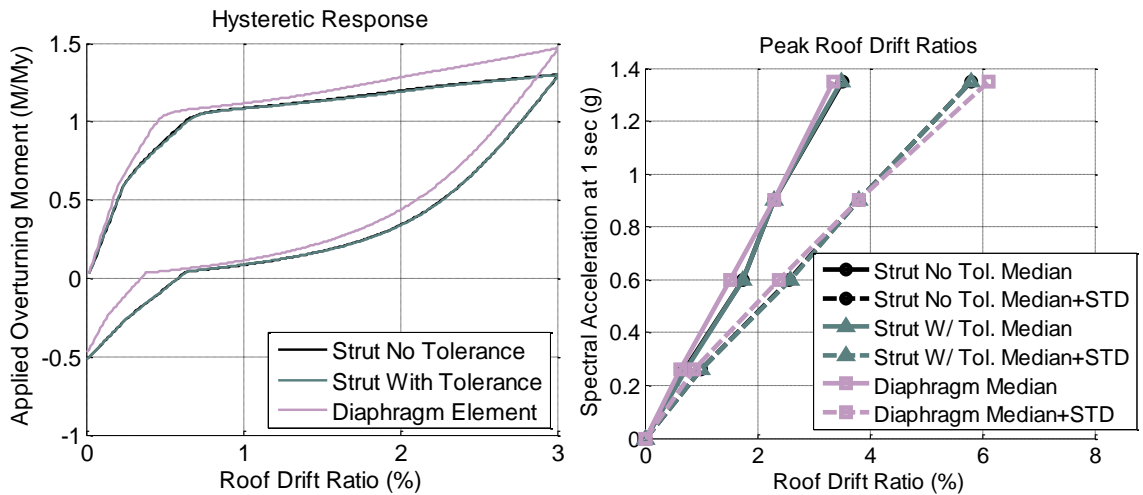 Hysteretic Response
Applied Overturning Moment (M/My)
1.5
1
0.5
0
-0.5
-1
0
1
2
3
Roof Drift Ratio (%)
Strut No Tolerance
Strut With Tolerance
Diaphragm Element
Peak Roof Drift Ratios
Spectral Acceleration at 1 sec (g)
1.4
1.2
1
0.8
0.6
0.4
0.2
0
0
2
4
6
8
Roof Drift Ratio (%)
Strut No Tol. Median
Strut No Tol. Median+STD
Strut W/ Tol. Median
Strut W/ Tol. Median+STD
Diaphragm Median
Diaphragm Median+STD